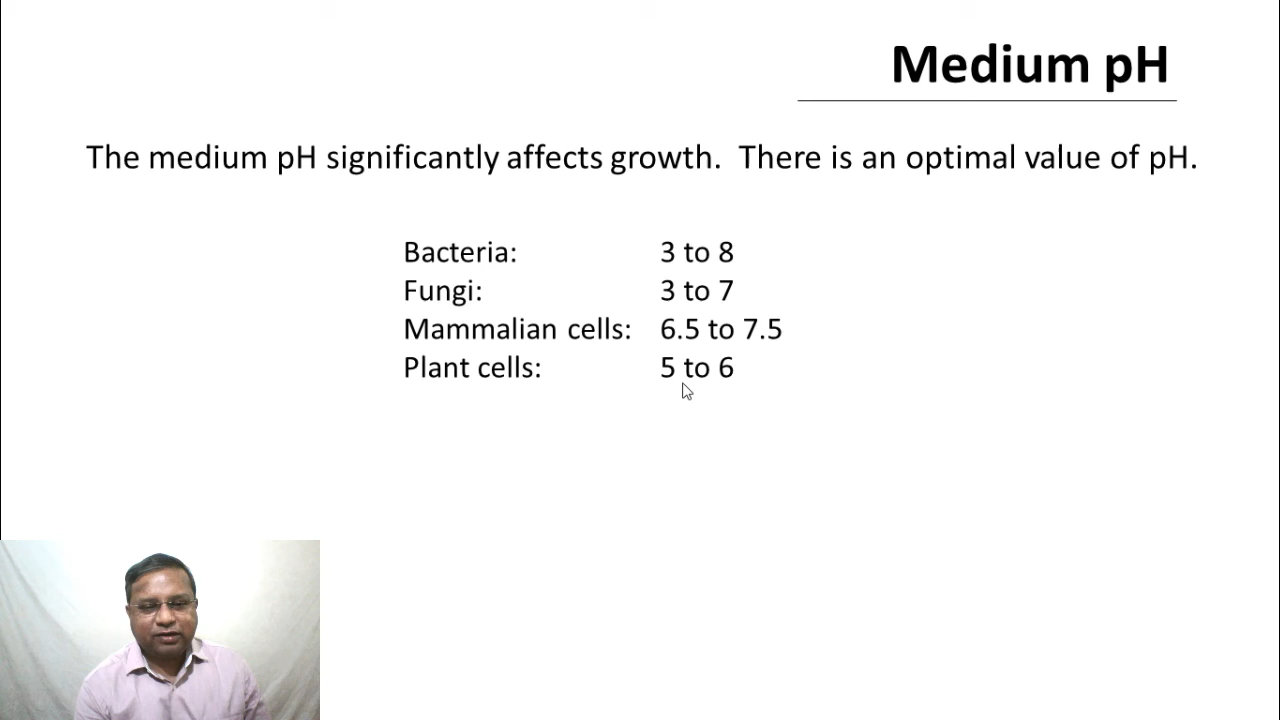 Medium pH
The medium pH significantly affects growth.  There is an optimal value of pH.
Bacteria: 3 to 8
Fungi: 3 to 7
Mammalian cells: 6.5 to 7.5
Plant cells: 5 to 6